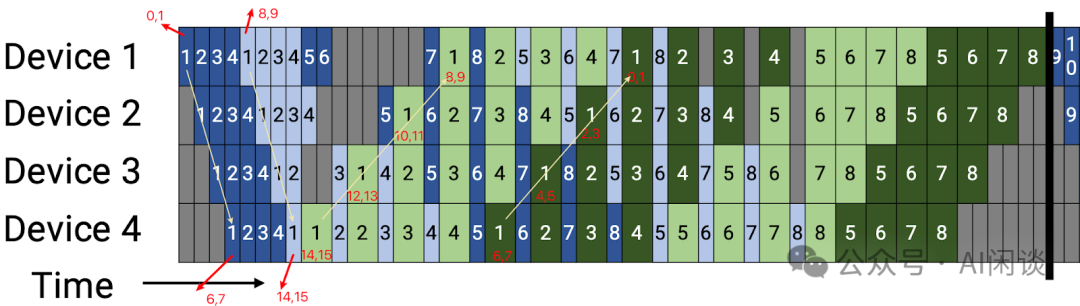 0,1 8,9
Device 1 1 2 3 4 1 2 3 4 5 6 7 1 8 2 5 3 6 4 7 1 8 2 3 4 5 6 7 8 5 6 7 8 9 10
8,9 0,1
Device 2 1 2 3 4 1 2 3 4 5 1 6 2 7 3 8 4 5 1 6 2 7 3 8 4 5 6 7 8 5 6 7 8 9
10,11 2,3
Device 3 1 2 3 4 1 2 3 1 4 2 5 3 6 4 7 1 8 2 5 3 6 4 7 5 8 6 7 8 5 6 7 8
12,13 4,5
Device 4 1 2 3 4 1 1 2 2 3 3 4 4 5 1 6 2 7 3 8 4 5 5 6 6 7 7 8 8 5 6 7 8
14,15 6,7
公众号 · AI闲谈
Time
6,7 14,15